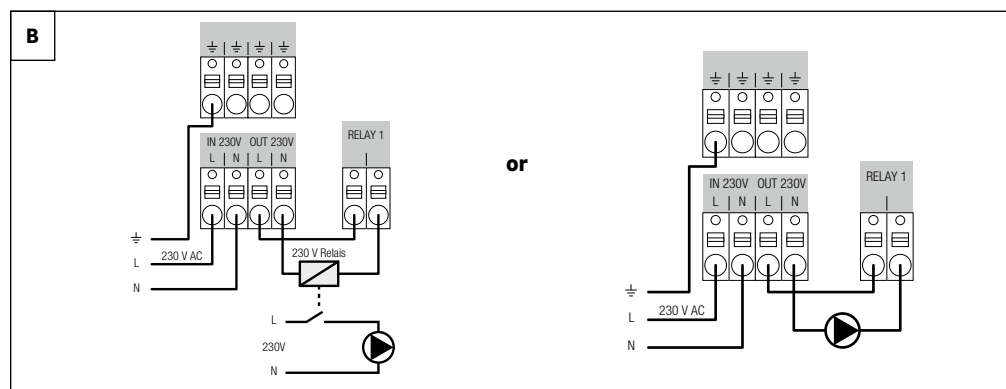 B
IN 230V OUT 230V
L | N | L | N
RELAY 1
230 V Relais
L 230 V AC
N
L
230V
N
or
IN 230V OUT 230V
L | N | L | N
RELAY 1
L 230 V AC
N